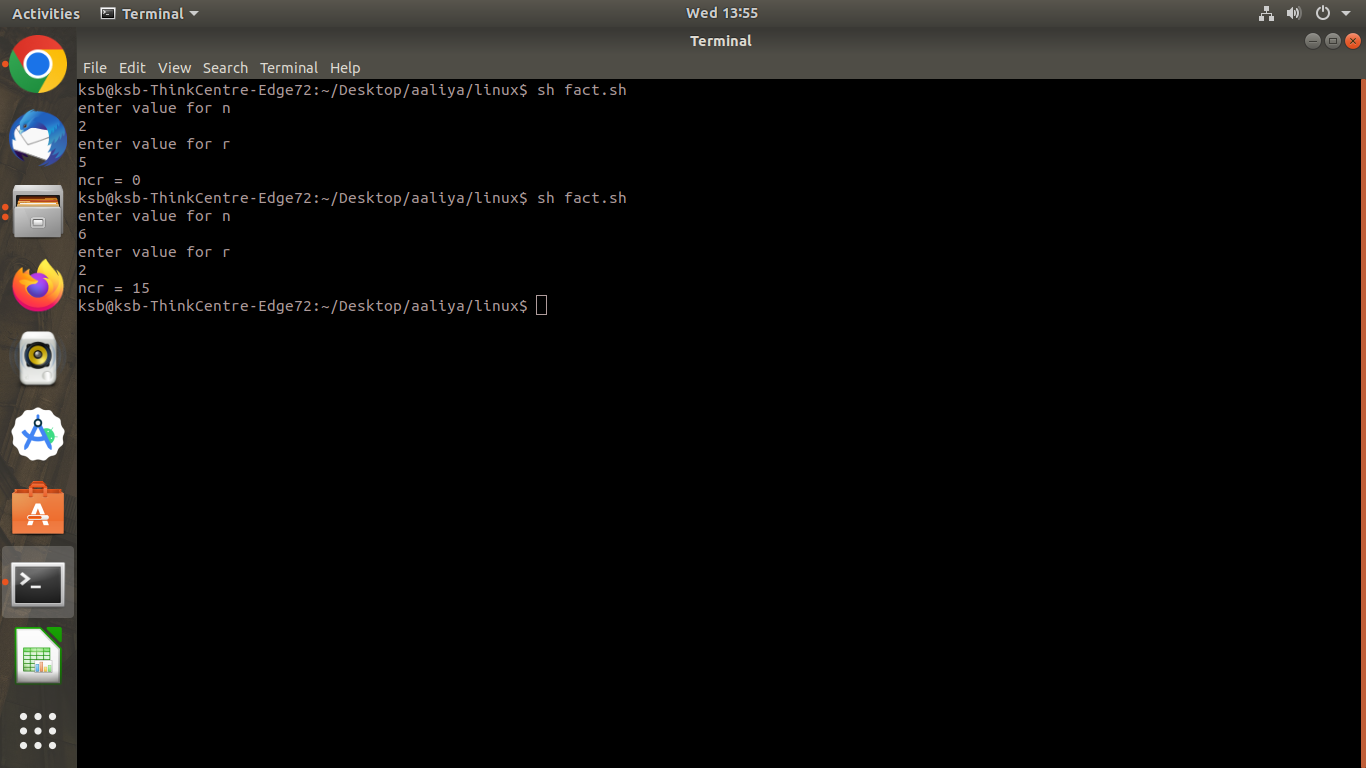 Activities Terminal Wed 13:55
Terminal
File Edit View Search Terminal Help
ksb@ksb-ThinkCentre-Edge72:~/Desktop/aaliya/linux$ sh fact.sh
enter value for n
2
enter value for r
5
ncr = 0
ksb@ksb-ThinkCentre-Edge72:~/Desktop/aaliya/linux$ sh fact.sh
enter value for n
6
enter value for r
2
ncr = 15
ksb@ksb-ThinkCentre-Edge72:~/Desktop/aaliya/linux$